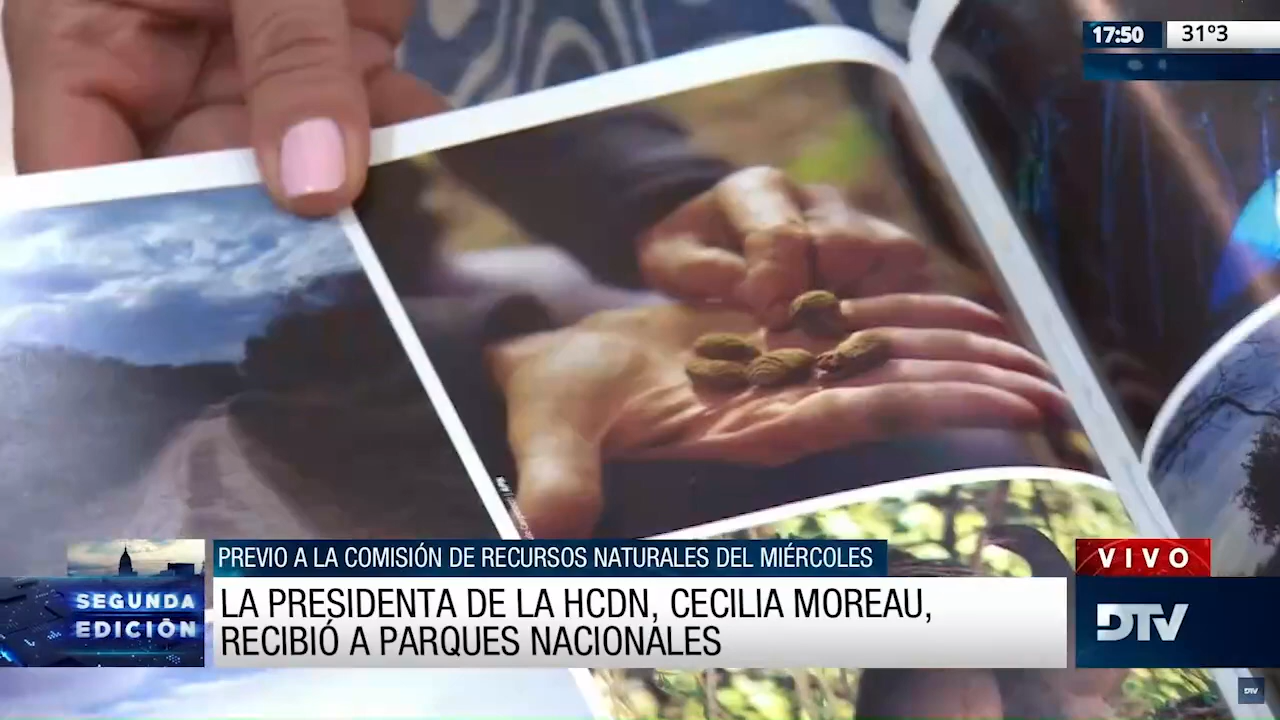 17:50
31°3
PREVIO A LA COMISIÓN DE RECURSOS NATURALES DEL MIÉRCOLES
VIVO
SEGUNDA
EDICIÓN
LA PRESIDENTA DE LA HCDN, CECILIA MOREAU,
RECIBIÓ A PARQUES NACIONALES
DTV
DTV